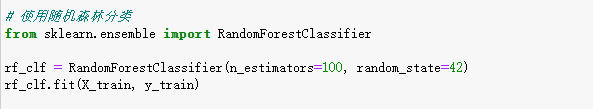 # 使用随机森林分类
from sklearn.ensemble import RandomForestClassifier
rf_clf = RandomForestClassifier(n_estimators=100, random_state=42)
rf_clf.fit(X_train, y_train)